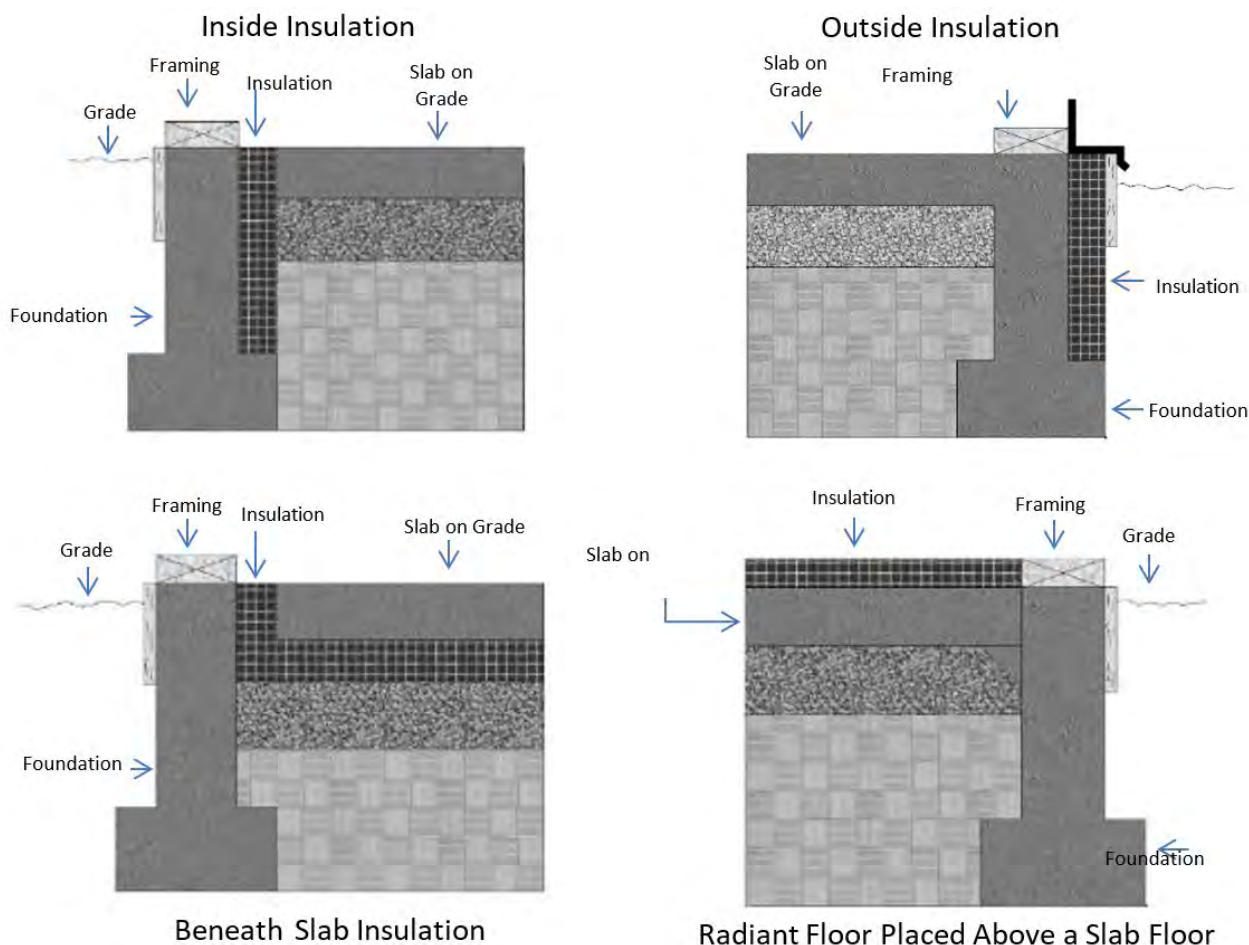 Inside Insulation
Framing
Insulation
Slab on
Grade
Grade
Foundation
Outside Insulation
Slab on
Grade
Framing
Insulation
Foundation
Framing
Insulation
Slab on Grade
Grade
Foundation
Beneath Slab Insulation
Insulation
Framing
Grade
Slab on
Foundation
Radiant Floor Placed Above a Slab Floor